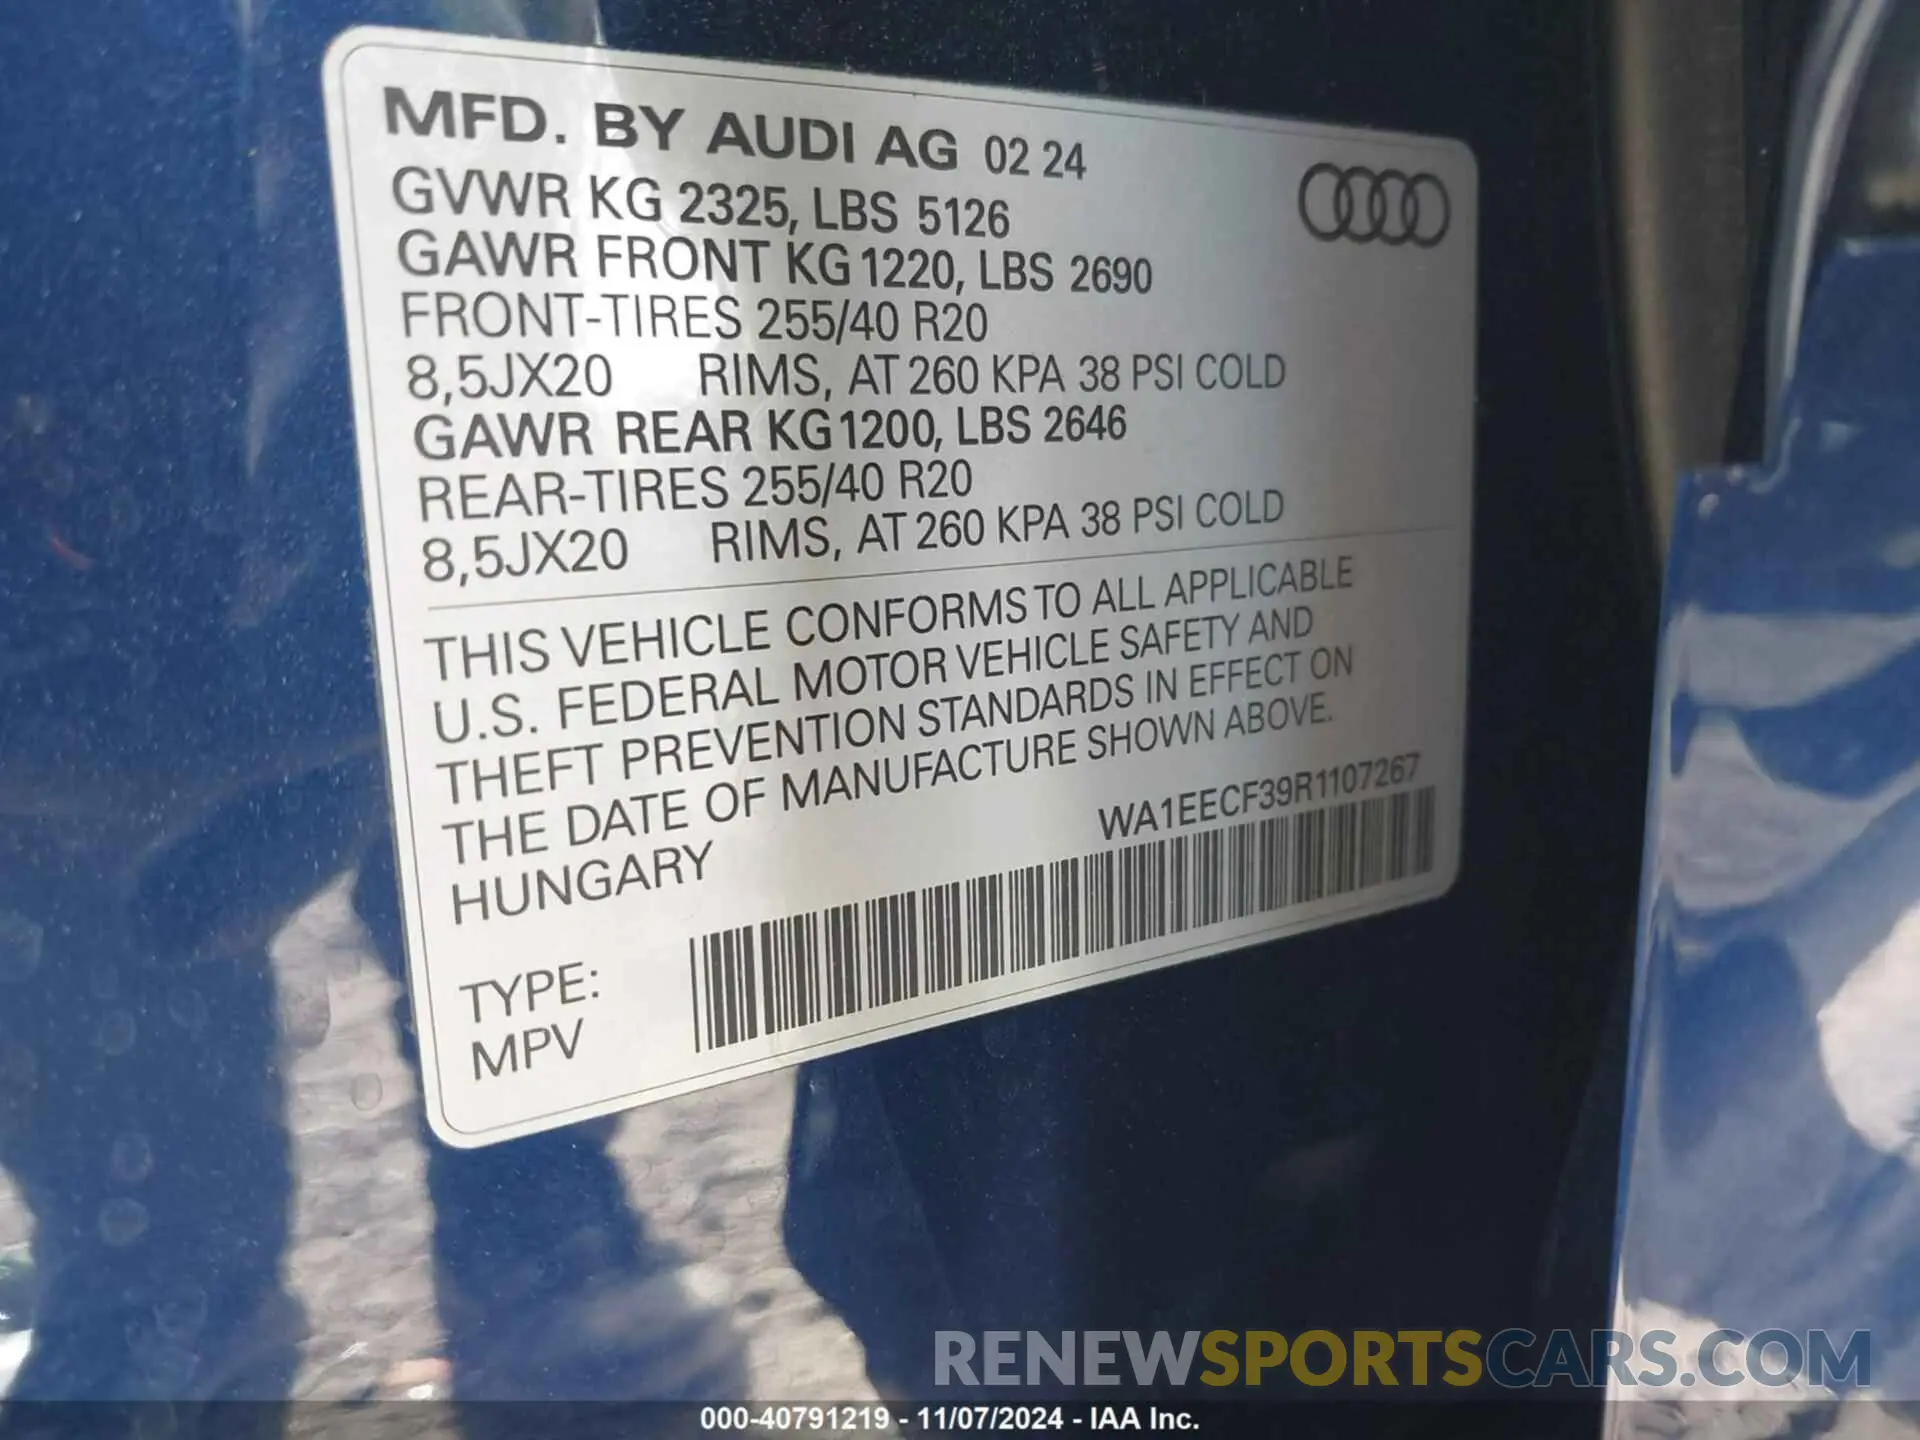 MFD. BY AUDI AG 02 24
GVWR KG 2325, LBS 5126
GAWR FRONT KG 1220, LBS 2690
FRONT-TIRES 255/40 R20
8,5JX20 RIMS, AT 260 KPA 38 PSI COLD
GAWR REAR KG 1200, LBS 2646
REAR-TIRES 255/40 R20
8,5JX20 RIMS, AT 260 KPA 38 PSI COLD
THIS VEHICLE CONFORMS TO ALL APPLICABLE
U.S. FEDERAL MOTOR VEHICLE SAFETY AND
THEFT PREVENTION STANDARDS IN EFFECT ON
THE DATE OF MANUFACTURE SHOWN ABOVE.
HUNGARY
WA1EECF39R1107267
TYPE:
MPV
RENEWSPORTSCARS.COM
000-40791219 - 11/07/2024 - IAA Inc.